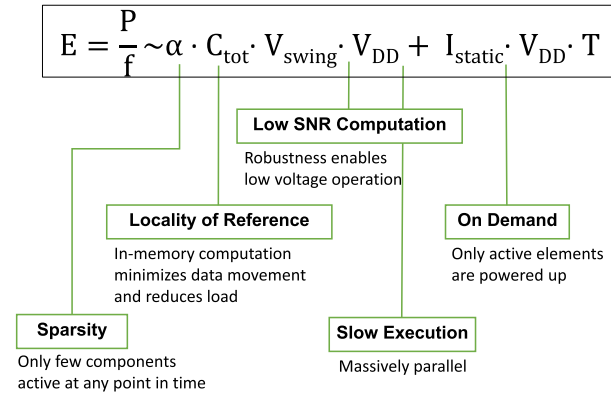 E = P/f ~ α · C_tot · V_swing · V_DD + I_static · V_DD · T
Low SNR Computation
Robustness enables
low voltage operation
Locality of Reference
In-memory computation
minimizes data movement
and reduces load
On Demand
Only active elements
are powered up
Sparsity
Only few components
active at any point in time
Slow Execution
Massively parallel